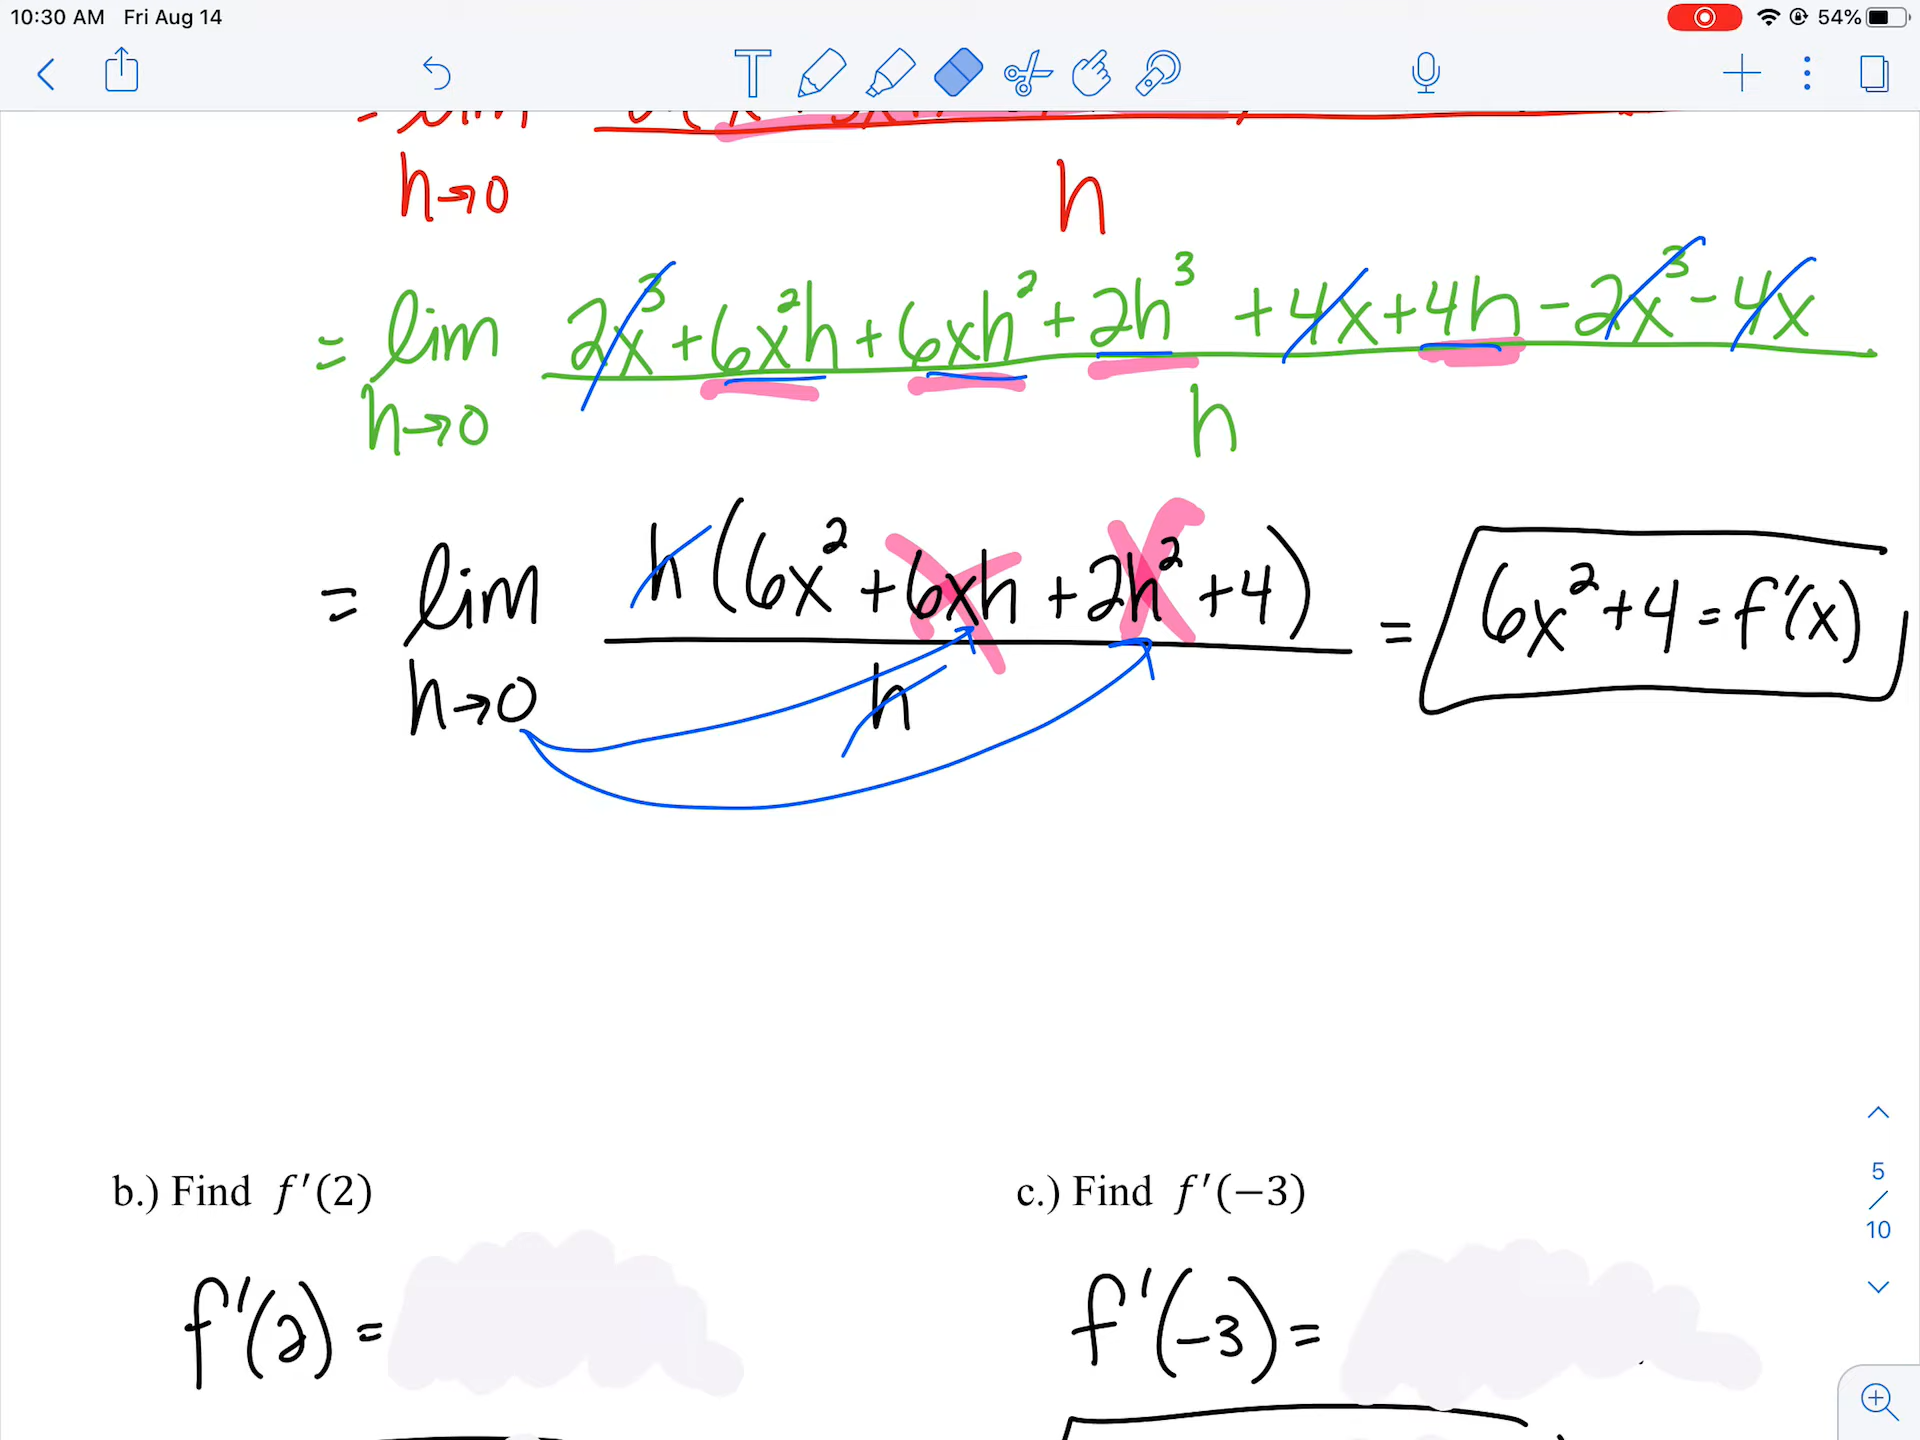 10:30 AM Fri Aug 14 54%
= lim
h→0 h
= lim 2x³ + 6x²h + 6xh² + 2h³ + 4x + 4h − 2x³ − 4x
h→0 h
= lim h(6x² + 6xh + 2h² + 4) = 6x² + 4 = f'(x)
h→0 h
b.) Find f′(2) c.) Find f′(−3)
f'(2) = f'(-3) =
5
/
10